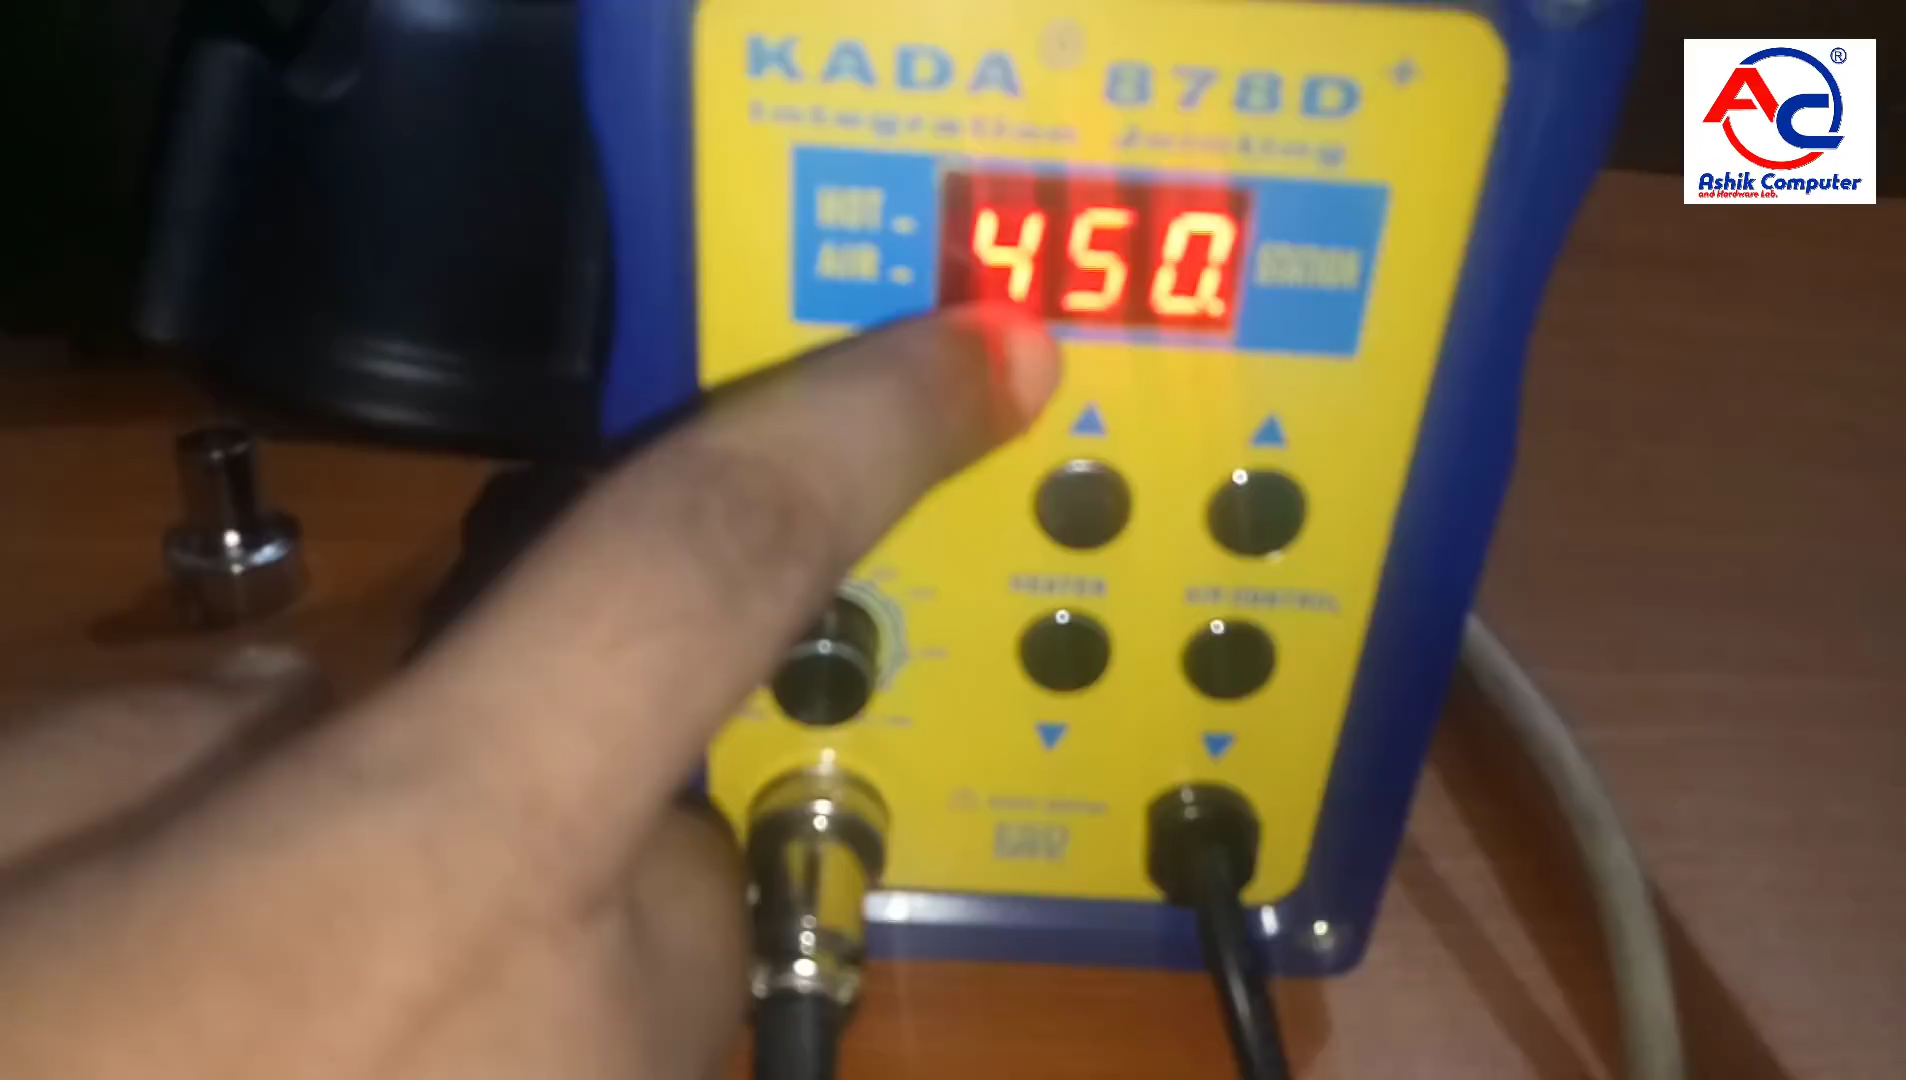 KADA ® 878D +
Integration Jointing
HOT
AIR
450.
STATION
HEATER
AIR CONTROL
®
AC
Ashik Computer
and Hardware Lab.